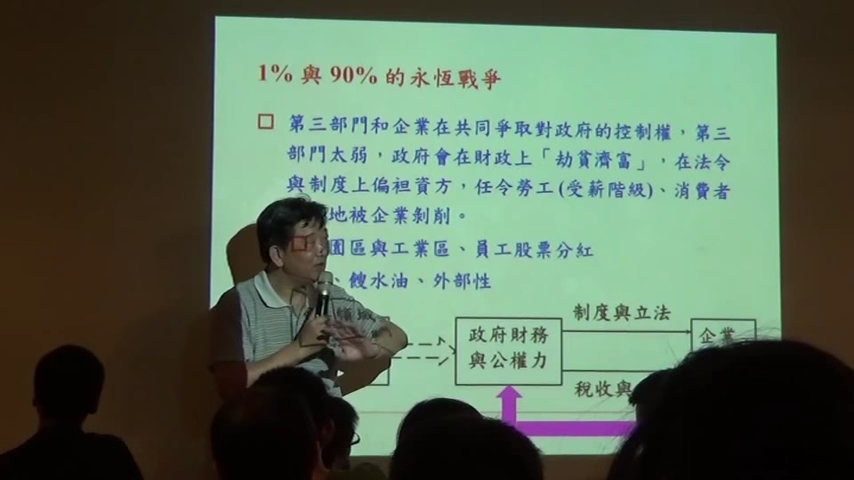 1% 與 90% 的永恆戰爭
第三部門和企業在共同爭取對政府的控制權，第三
部門太弱，政府會在財政上「劫貧濟富」，在法令
與制度上偏袒資方，任令勞工(受薪階級)、消費者
地被企業剝削。
園區與工業區、員工股票分紅
、餿水油、外部性
制度與立法
政府財務
與公權力
企業
稅收與